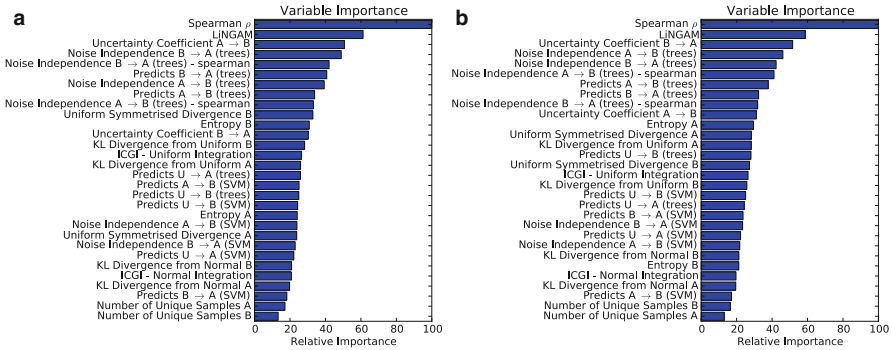 a
Variable Importance
Spearman ρ
LiNGAM
Uncertainty Coefficient A → B
Noise Independence B → A (trees)
Noise Independence B → A (trees) - spearman
Predicts B → A (trees)
Noise Independence A → B (trees)
Predicts A → B (trees)
Noise Independence A → B (trees) - spearman
Uniform Symmetrised Divergence B
Entropy B
Uncertainty Coefficient B → A
KL Divergence from Uniform B
ICGI - Uniform Integration
KL Divergence from Uniform A
Predicts U → A (trees)
Predicts A → B (SVM)
Predicts U → B (trees)
Predicts U → B (SVM)
Entropy A
Noise Independence A → B (SVM)
Uniform Symmetrised Divergence A
Noise Independence B → A (SVM
Predicts U → A (SVM)
KL Divergence from Normal B
ICGI - Normal Integration
KL Divergence from Normal A
Predicts B → A (SVM)
Number of Unique Samples A
Number of Unique Samples B
0 20 40 60 80 100
Relative Importance
b
Variable Importance
Spearman ρ
LiNGAM
Uncertainty Coefficient B → A
Noise Independence A → B (trees)
Noise Independence B → A (trees)
Noise Independence A → B (trees) - spearman
Predicts A → B (trees)
Predicts B → A (trees)
Noise Independence B → A (trees) - spearman
Uncertainty Coefficient A → B
Entropy A
Uniform Symmetrised Divergence A
KL Divergence from Uniform A
Predicts U → B (trees)
Uniform Symmetrised Divergence B
ICGI - Uniform Integration
KL Divergence from Uniform B
Predicts U → B (SVM)
Predicts U → A (trees)
Predicts B → A (SVM)
Noise Independence B → A (SVM
Predicts U → A (SVM)
Noise Independence A → B (SVM)
KL Divergence from Normal B
Entropy B
ICGI - Normal Integration
KL Divergence from Normal A
Predicts A → B (SVM)
Number of Unique Samples B
Number of Unique Samples A
0 20 40 60 80 100
Relative Importance